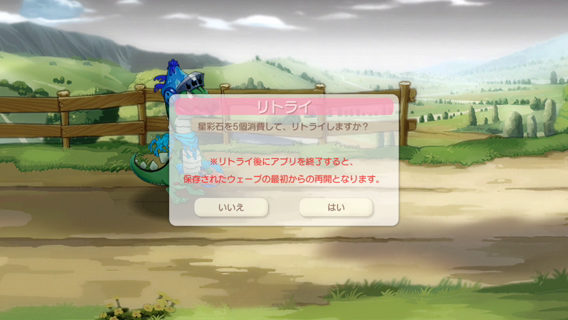 リトライ
星彩石を5個消費して、リトライしますか？
※リトライ後にアプリを終了すると、
保存されたウェーブの最初からの再開となります。
いいえ
はい